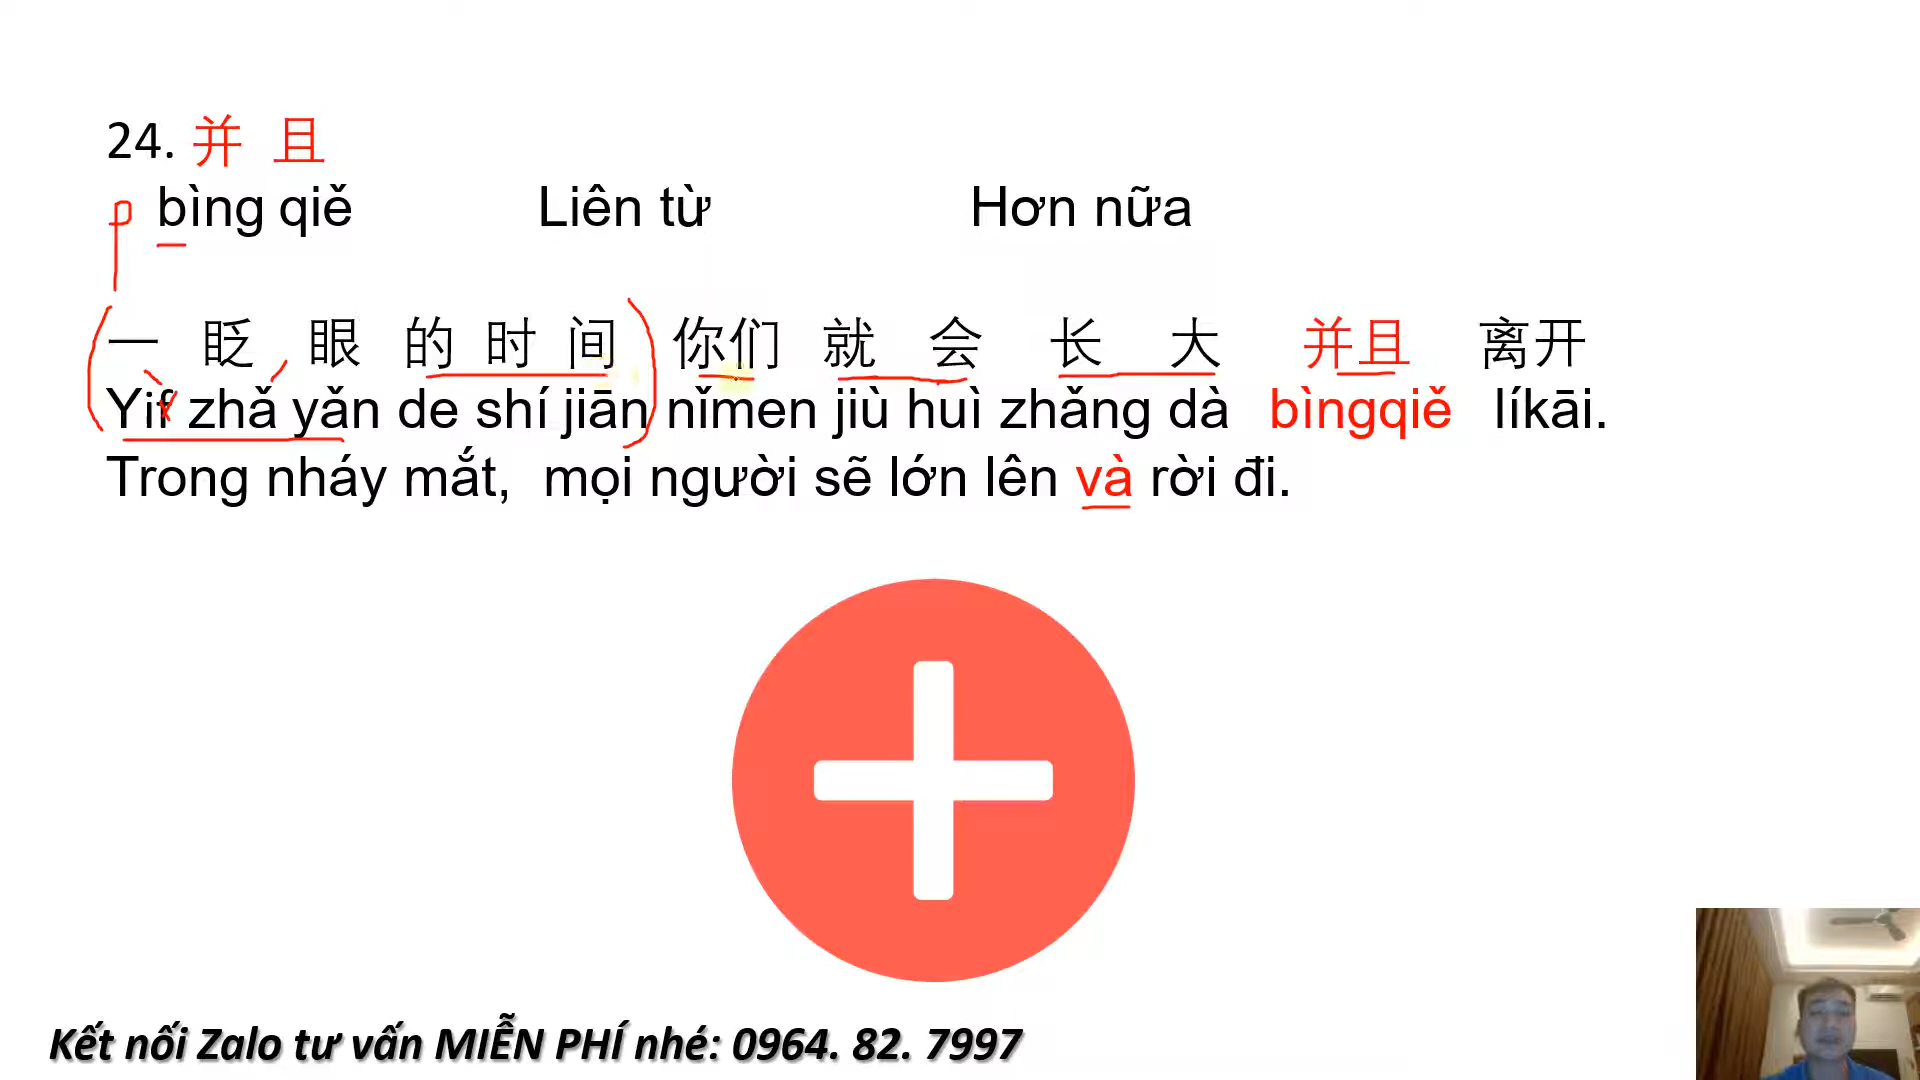 24. 并 且
p bìng qiě Liên từ Hơn nữa
一 眨 眼 的 时 间 你们 就 会 长 大 并且 离开
Yif zhǎ yǎn de shí jiān nǐmen jiù huì zhǎng dà bìngqiě líkāi.
Trong nháy mắt, mọi người sẽ lớn lên và rời đi.
Kết nối Zalo tư vấn MIỄN PHÍ nhé: 0964. 82. 7997